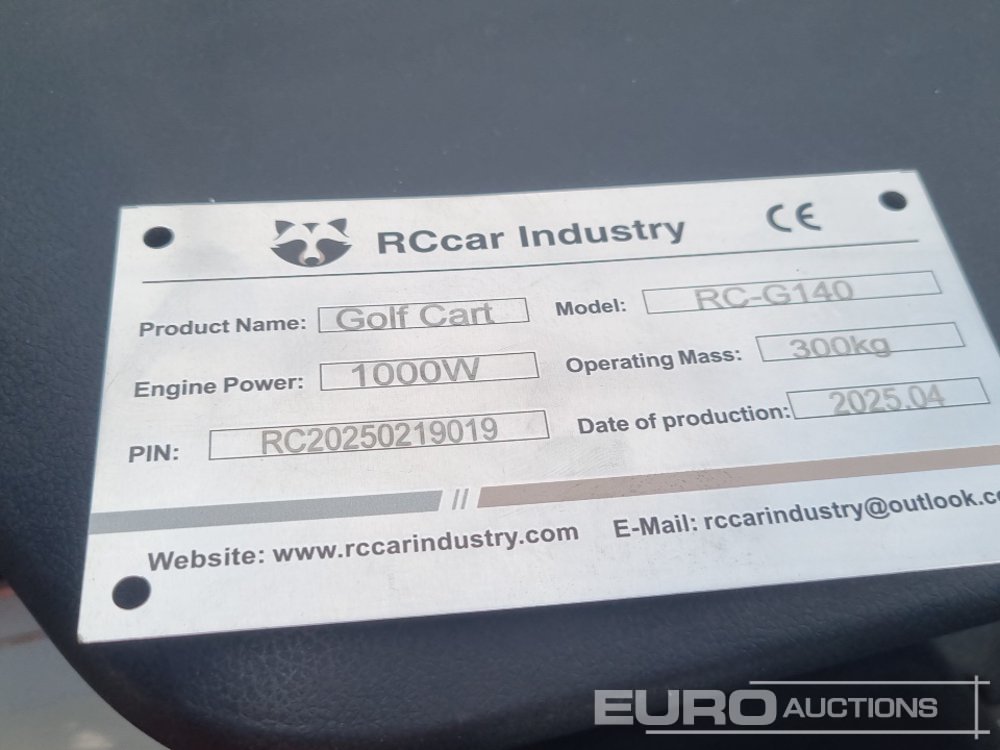 RCcar Industry CE
Product Name: Golf Cart Model: RC-G140
Engine Power: 1000W Operating Mass: 300kg
PIN: RC20250219019 Date of production: 2025.04
Website: www.rccarindustry.com E-Mail: rccarindustry@outlook.co
EURO AUCTIONS